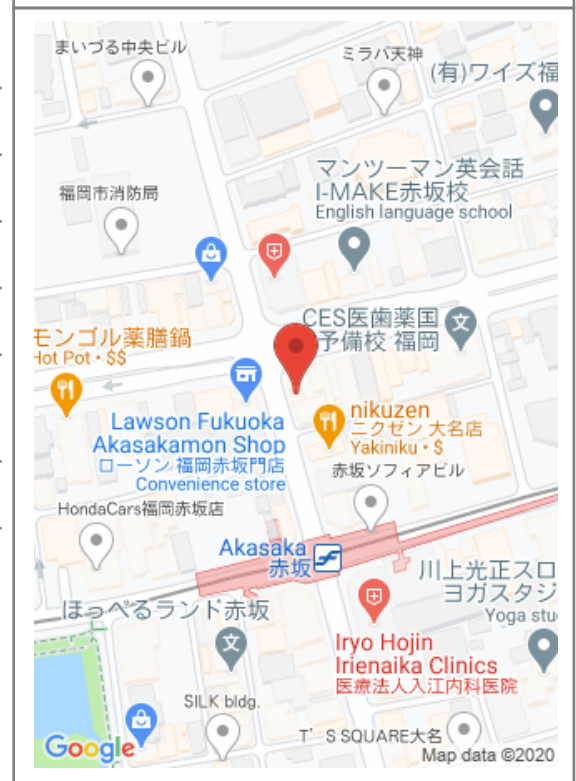 まいづる中央ビル
ミラバ天神
(有)ワイズ福
マンツーマン英会話
I-MAKE赤坂校
English language school
福岡市消防局
CES医歯薬国
予備校 福岡
文
モンゴル薬膳鍋
Hot Pot • $$
nikuzen
ニクゼン 大名店
Yakiniku • $
Lawson Fukuoka
Akasakamon Shop
ローソン 福岡赤坂門店
Convenience store
赤坂ソフィアビル
HondaCars福岡赤坂店
Akasaka
赤坂
川上光正スロ
ヨガスタジ
Yoga stu
ほっぺるランド赤坂
文
Iryo Hojin
Irienaika Clinics
医療法人入江内科医院
SILK bldg.
T'S SQUARE大名
Google
Map data ©2020